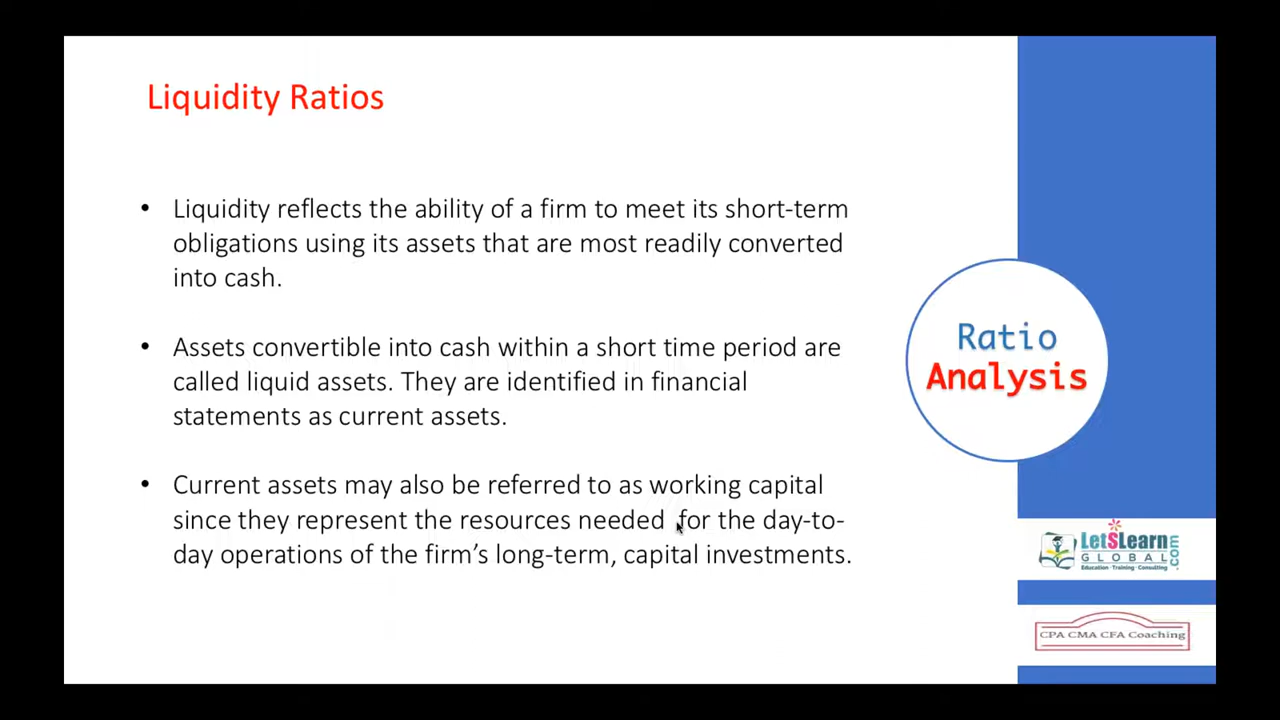 Liquidity Ratios
• Liquidity reflects the ability of a firm to meet its short-term
obligations using its assets that are most readily converted
into cash.
• Assets convertible into cash within a short time period are
called liquid assets. They are identified in financial
statements as current assets.
• Current assets may also be referred to as working capital
since they represent the resources needed for the day-to-
day operations of the firm’s long-term, capital investments.
Ratio
Analysis
LetSLearn
GLOBAL
.com
Education - Training - Consulting
CPA CMA CFA Coaching